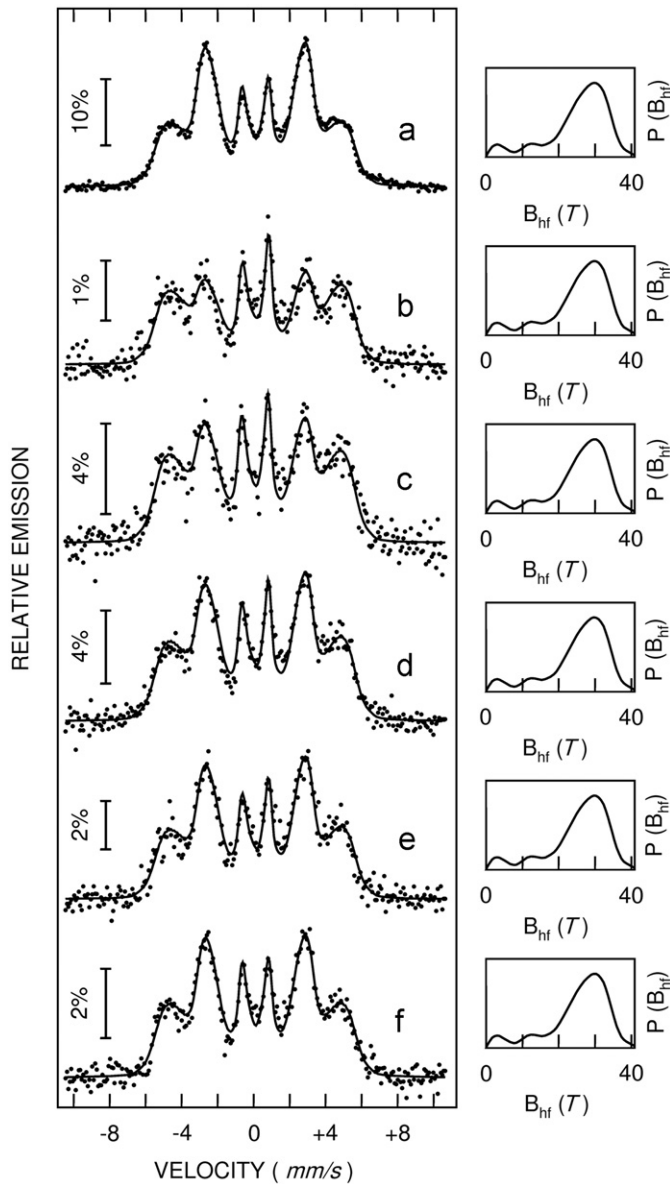 RELATIVE EMISSION
10%
a
1%
b
4%
c
4%
d
2%
e
2%
f
-8 -4 0 +4 +8
VELOCITY ( mm/s )
P (Bhf)
0 40
Bhf (T)
P (Bhf)
0 40
Bhf (T)
P (Bhf)
0 40
Bhf (T)
P (Bhf)
0 40
Bhf (T)
P (Bhf)
0 40
Bhf (T)
P (Bhf)
0 40
Bhf (T)